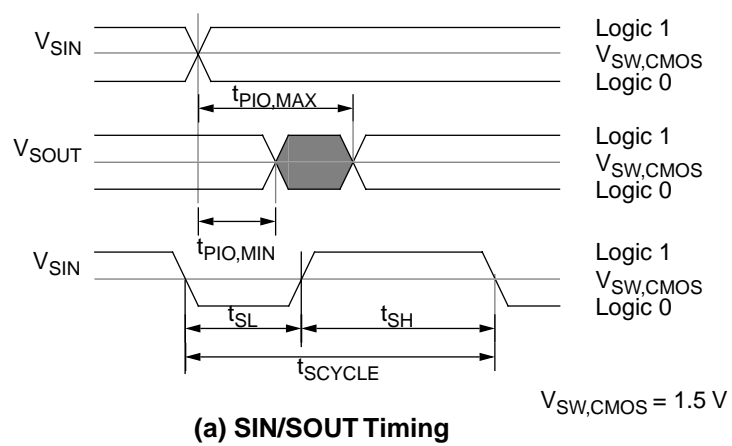 V_SIN
Logic 1
V_SW,CMOS
Logic 0
t_PIO,MAX
V_SOUT
Logic 1
V_SW,CMOS
Logic 0
t_PIO,MIN
V_SIN
Logic 1
V_SW,CMOS
Logic 0
t_SL
t_SH
t_SCYCLE
V_SW,CMOS = 1.5 V
(a) SIN/SOUT Timing